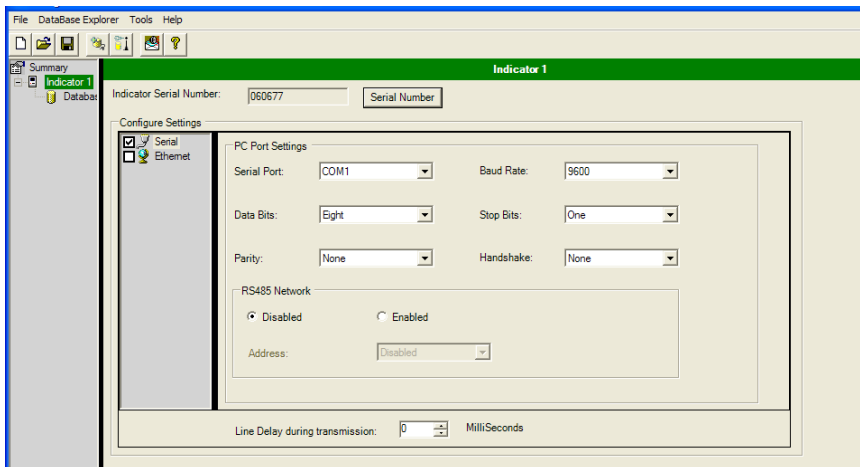 File DataBase Explorer Tools Help
Summary
Indicator 1
Databas
Indicator 1
Indicator Serial Number: 060677 Serial Number
Configure Settings
Serial
Ethernet
PC Port Settings
Serial Port: COM1 Baud Rate: 9600
Data Bits: Eight Stop Bits: One
Parity: None Handshake: None
RS485 Network
Disabled Enabled
Address: Disabled
Line Delay during transmission: 0 MilliSeconds